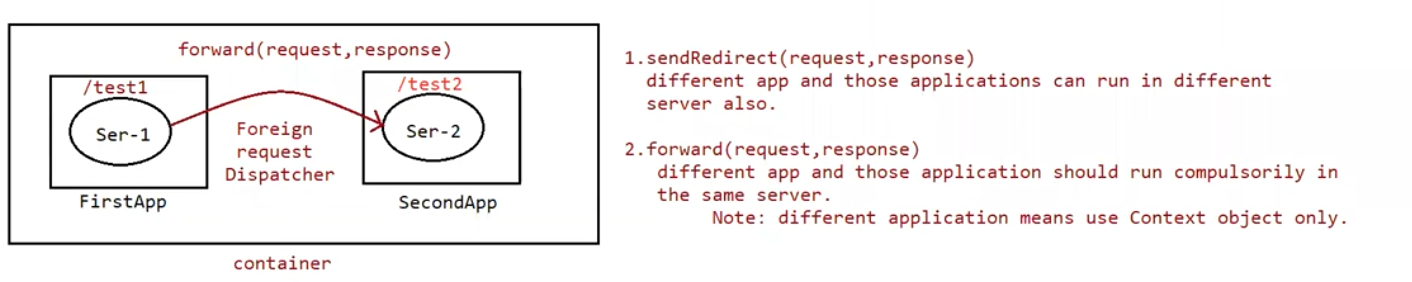 forward(request,response)
/test1
Ser-1
Foreign
request
Dispatcher
/test2
Ser-2
FirstApp
SecondApp
container
1.sendRedirect(request,response)
different app and those applications can run in different
server also.
2.forward(request,response)
different app and those application should run compulsorily in
the same server.
Note: different application means use Context object only.